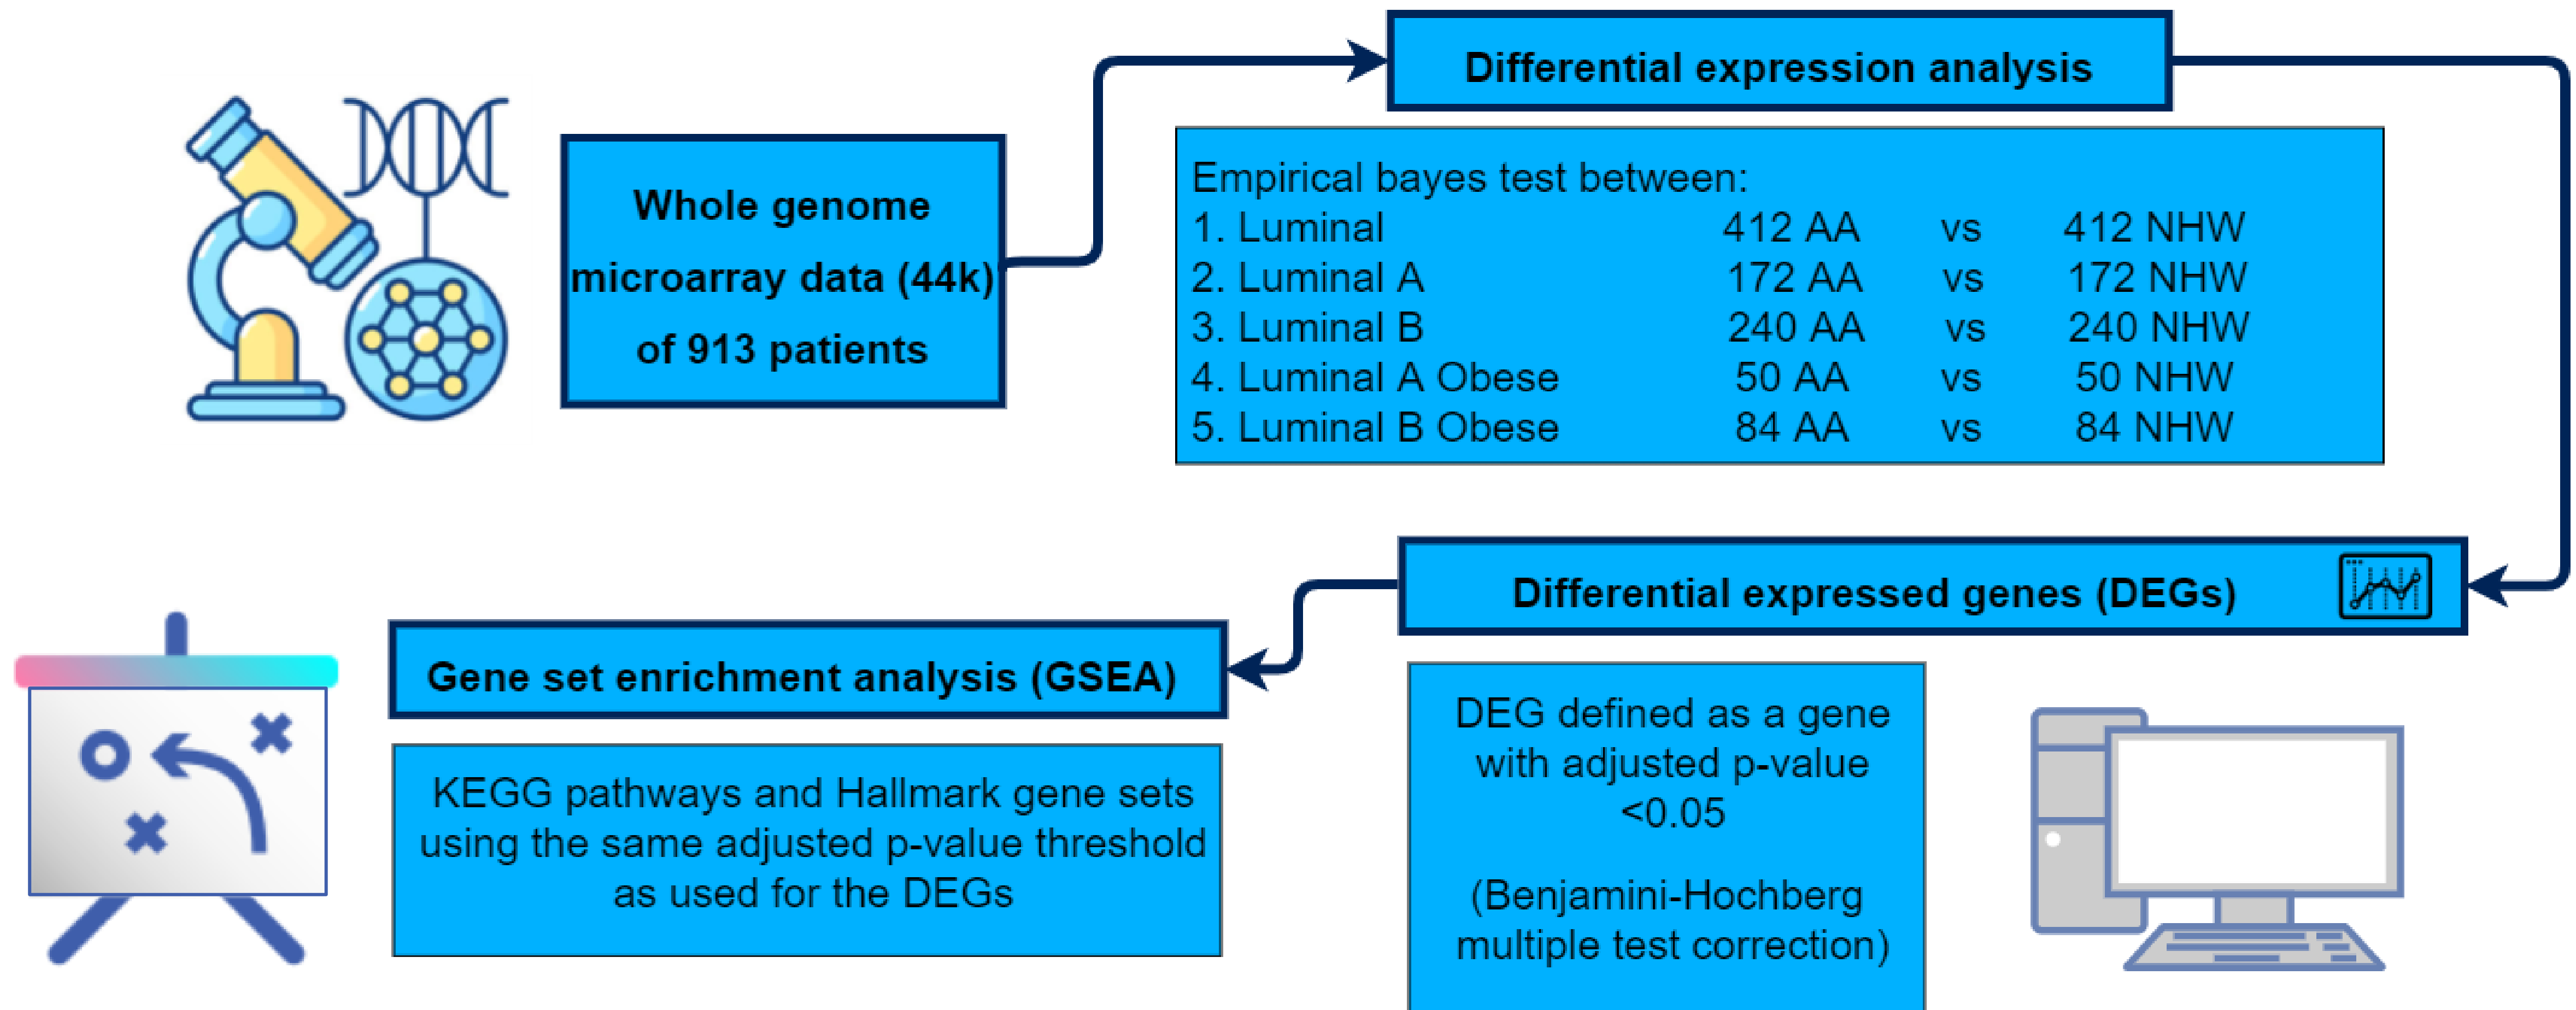 Whole genome
microarray data (44k)
of 913 patients
Differential expression analysis
Empirical bayes test between:
1. Luminal 412 AA vs 412 NHW
2. Luminal A 172 AA vs 172 NHW
3. Luminal B 240 AA vs 240 NHW
4. Luminal A Obese 50 AA vs 50 NHW
5. Luminal B Obese 84 AA vs 84 NHW
Differential expressed genes (DEGs)
DEG defined as a gene
with adjusted p-value
<0.05
(Benjamini-Hochberg
multiple test correction)
Gene set enrichment analysis (GSEA)
KEGG pathways and Hallmark gene sets
using the same adjusted p-value threshold
as used for the DEGs